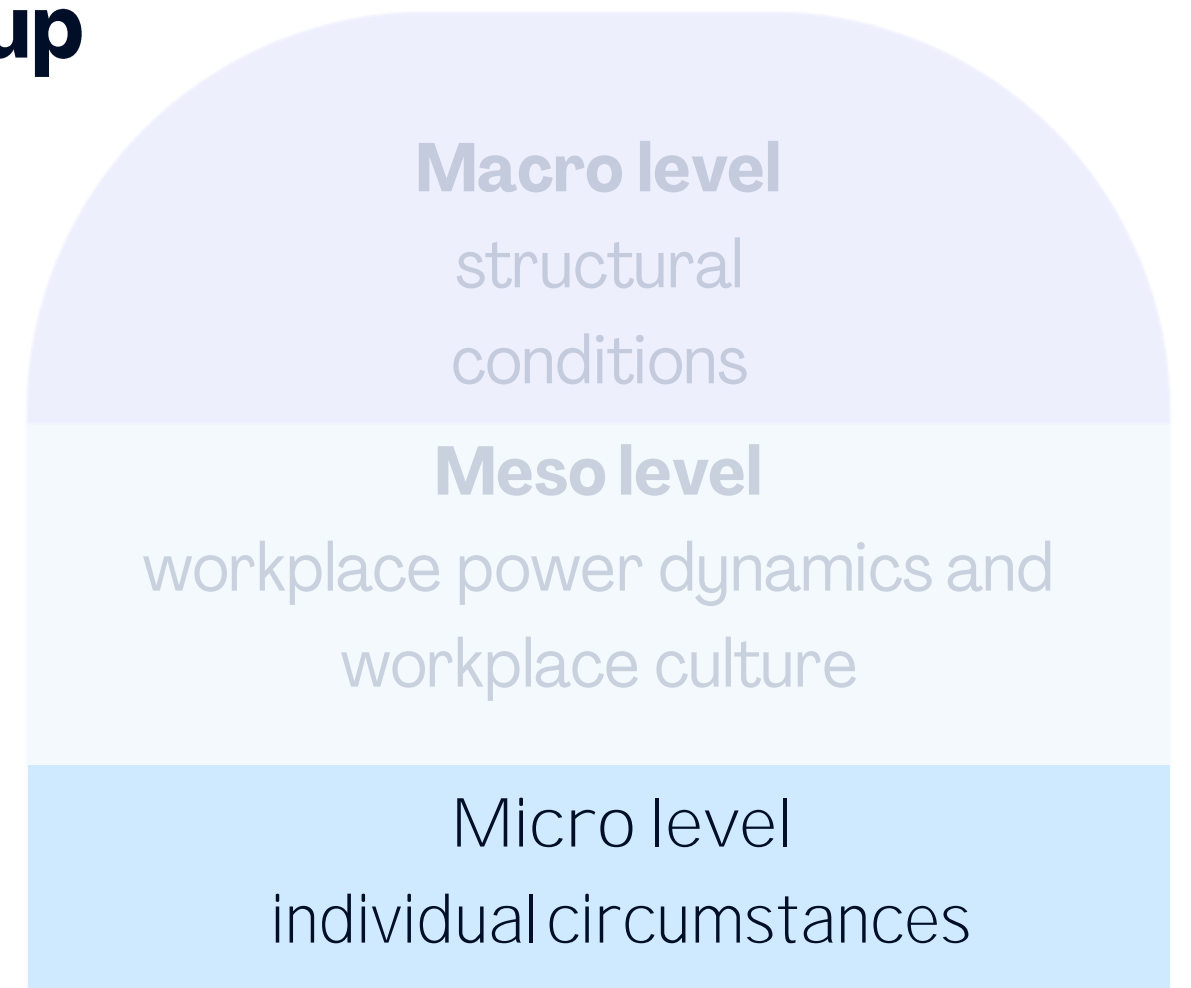 up
Macro level
structural
conditions
Meso level
workplace power dynamics and
workplace culture
Micro level
individual circumstances